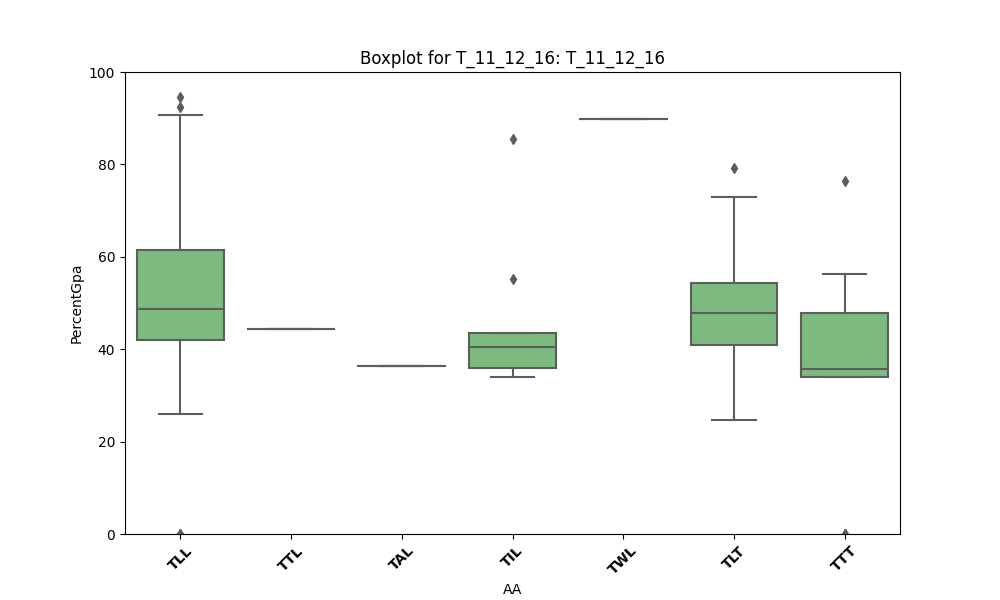 Boxplot for T_11_12_16: T_11_12_16
100
80
60
40
20
0
PercentGpa
TLL
TTL
TAL
TIL
TWL
TLT
TTT
AA